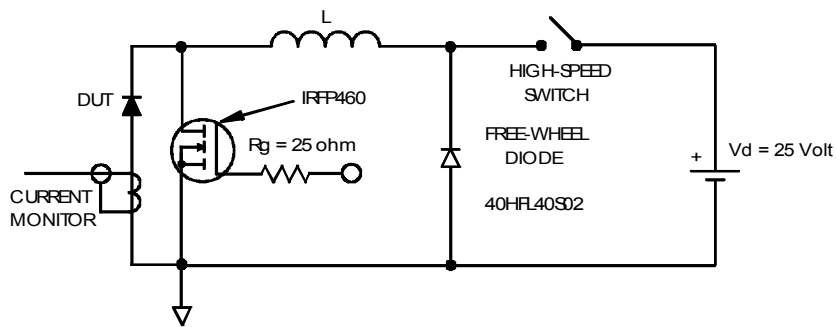 L
HIGH-SPEED
SWITCH
DUT
IRFP460
Rg = 25 ohm
FREE-WHEEL
DIODE
+
Vd = 25 Volt
CURRENT
MONITOR
40HFL40S02